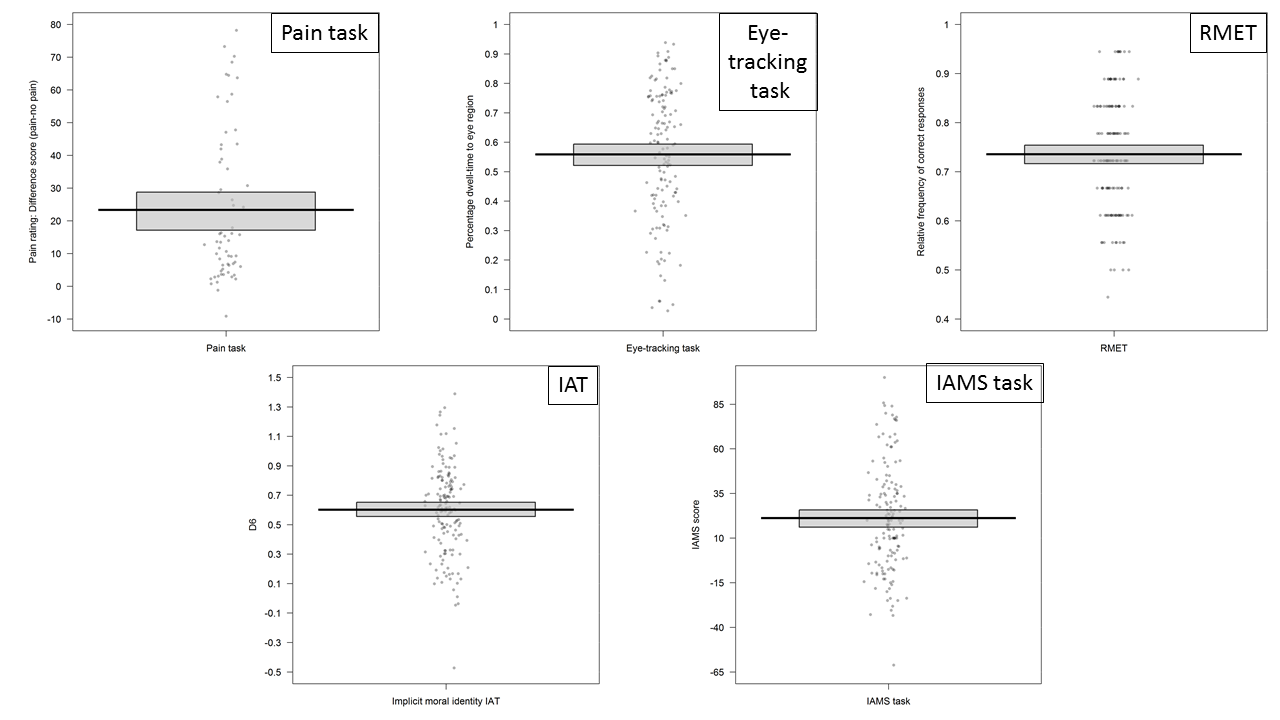 Pain task
Pain rating: Difference score (pain-no pain)
80
70
60
50
40
30
20
10
0
-10
Pain task
Eye-
tracking
task
Percentage dwell-time to eye region
1
0.9
0.8
0.7
0.6
0.5
0.4
0.3
0.2
0.1
0
Eye-tracking task
RMET
Relative frequency of correct responses
1
0.9
0.8
0.7
0.6
0.5
0.4
RMET
IAT
D6
1.5
1.3
1.1
0.9
0.7
0.5
0.3
0.1
-0.1
-0.3
-0.5
Implicit moral identity IAT
IAMS task
IAMS score
85
60
35
10
-15
-40
-65
IAMS task